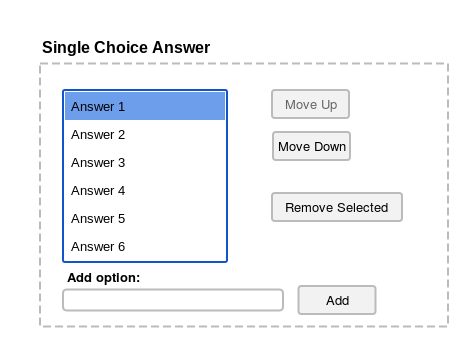 Single Choice Answer
Answer 1
Answer 2
Answer 3
Answer 4
Answer 5
Answer 6
Move Up
Move Down
Remove Selected
Add option:
Add